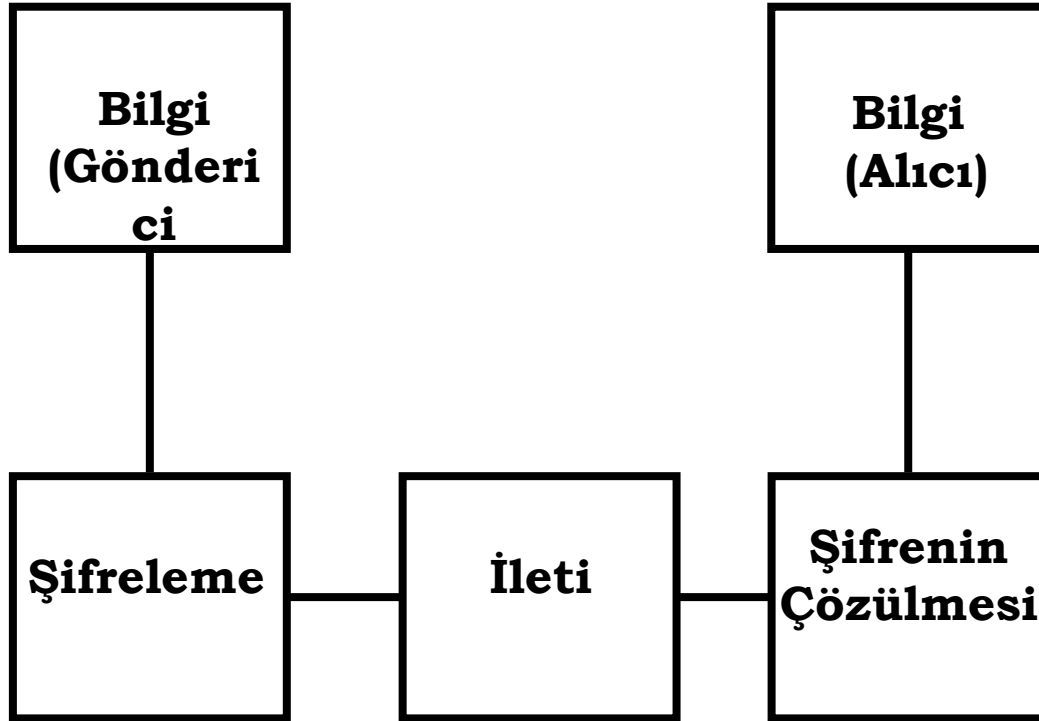 Bilgi
(Gönderi
ci
Bilgi
(Alıcı)
Şifreleme
İleti
Şifrenin
Çözülmesi